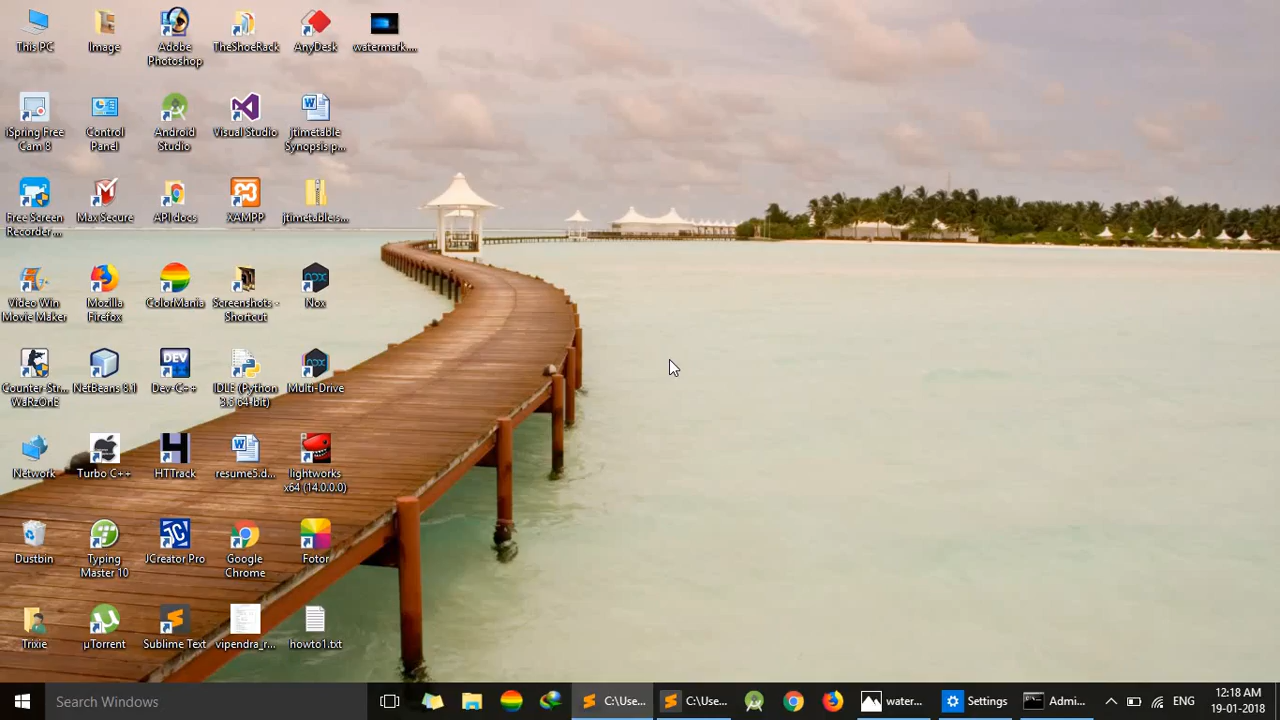 This PC
Image
Adobe
Photoshop
TheShoeRack
AnyDesk
watermark....
iSpring Free
Cam 8
Control
Panel
Android
Studio
Visual Studio
jtimetable
Synopsis p...
Free Screen
Recorder ...
Max Secure
API docs
XAMPP
jtimetable.s...
Video Win
Movie Maker
Mozilla
Firefox
ColorMania
Screenshots -
Shortcut
Nox
Counter-Str...
WaRzOnE
NetBeans 8.1
DEV
Dev-C++
IDLE (Python
3.6 64-bit)
Multi-Drive
Network
Turbo C++
HTTrack
resume5.d...
lightworks
x64 (14.0.0.0)
Dustbin
Typing
Master 10
JCreator Pro
Google
Chrome
Fotor
Trixie
µTorrent
Sublime Text
vipendra_r...
howto1.txt
Search Windows
C:\Use...
C:\Use...
water...
Settings
Admi...
ENG
12:18 AM
19-01-2018